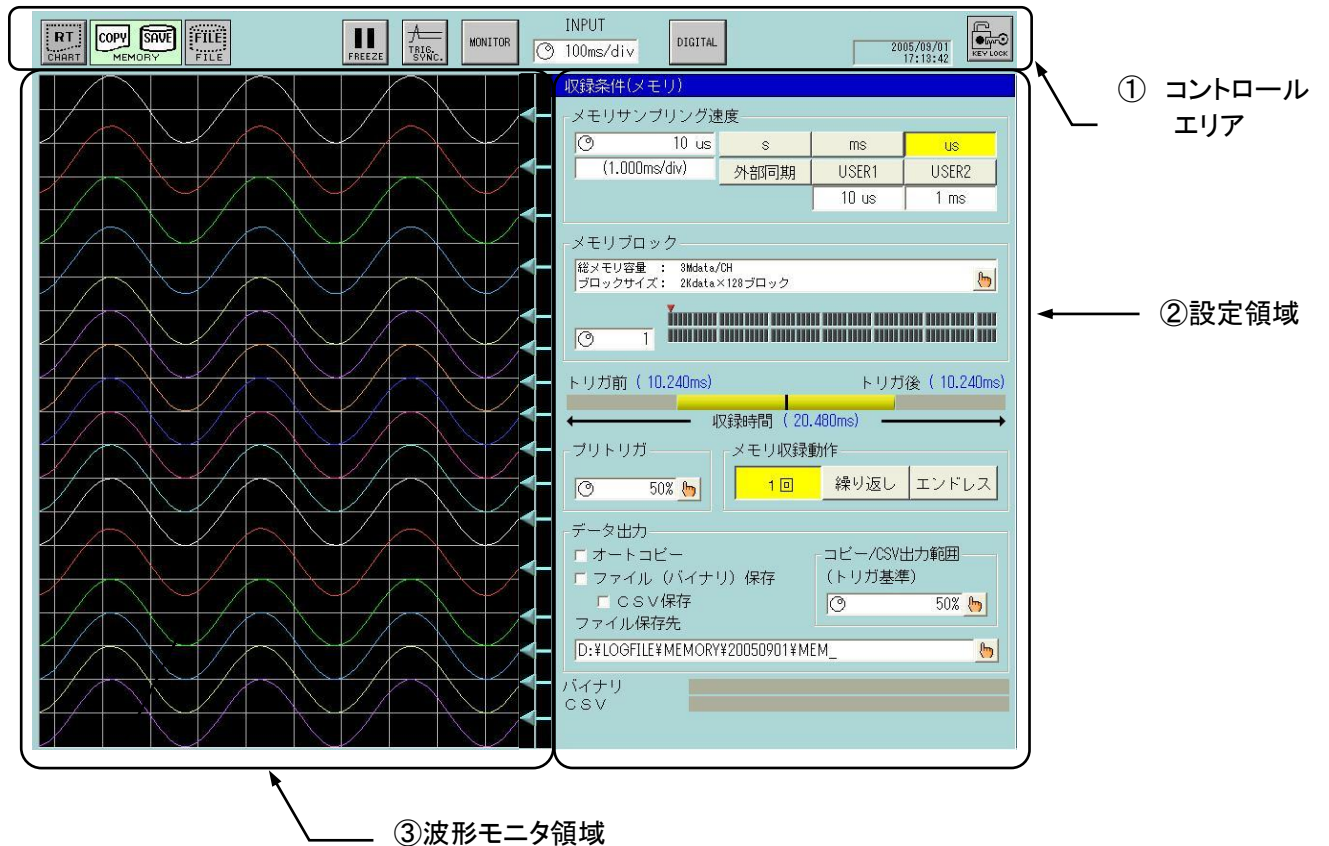 RT
CHART
COPY SAVE
MEMORY
FILE
FILE
FREEZE
TRIG.
SYNC.
MONITOR
INPUT
100ms/div
DIGITAL
2005/09/01
17:13:42
KEY LOCK
① コントロール
エリア
収録条件(メモリ)
メモリサンプリング速度
10 us
s
ms
us
(1.000ms/div)
外部同期
USER1
USER2
10 us
1 ms
メモリブロック
総メモリ容量 : 3Mdata/CH
ブロックサイズ: 2Kdata×128ブロック
1
②設定領域
トリガ前 ( 10.240ms)
トリガ後 ( 10.240ms)
収録時間 ( 20.480ms)
プリトリガ
50%
メモリ収録動作
1回
繰り返し
エンドレス
データ出力
オートコピー
ファイル (バイナリ) 保存
CSV保存
コピー/CSV出力範囲
(トリガ基準)
50%
ファイル保存先
D:¥LOGFILE¥MEMORY¥20050901¥MEM_
バイナリ
CSV
③波形モニタ領域